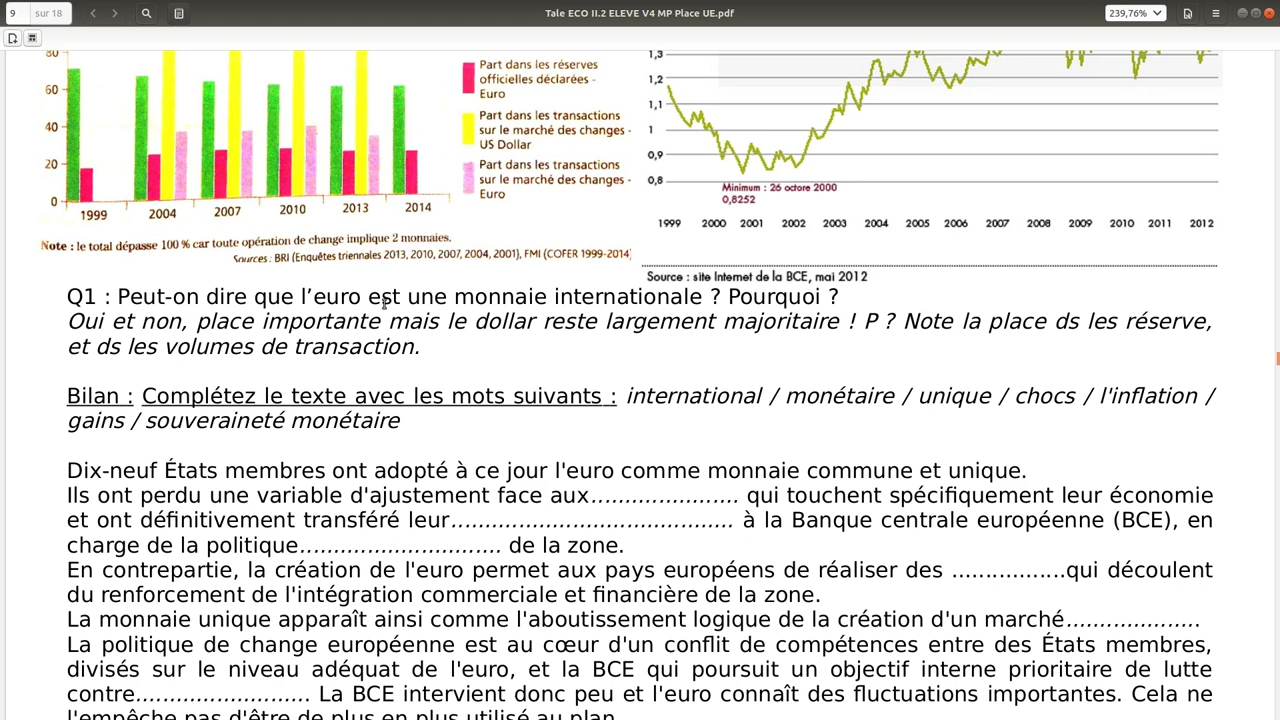 9 sur 18
Tale ECO II.2 ELEVE V4 MP Place UE.pdf
239,76%
80
60
40
20
0
1999 2004 2007 2010 2013 2014
Part dans les réserves
officielles déclarées -
Euro
Part dans les transactions
sur le marché des changes -
US Dollar
Part dans les transactions
sur le marché des changes -
Euro
Note : le total dépasse 100 % car toute opération de change implique 2 monnaies.
Sources : BRI (Enquêtes triennales 2013, 2010, 2007, 2004, 2001), FMI (COFER 1999-2014)
1,3
1,2
1,1
1
0,9
0,8
Minimum : 26 octore 2000
0,8252
1999 2000 2001 2002 2003 2004 2005 2006 2007 2008 2009 2010 2011 2012
Source : site Internet de la BCE, mai 2012
Q1 : Peut-on dire que l’euro est une monnaie internationale ? Pourquoi ?
Oui et non, place importante mais le dollar reste largement majoritaire ! P ? Note la place ds les réserve,
et ds les volumes de transaction.
Bilan : Complétez le texte avec les mots suivants : international / monétaire / unique / chocs / l'inflation /
gains / souveraineté monétaire
Dix-neuf États membres ont adopté à ce jour l'euro comme monnaie commune et unique.
Ils ont perdu une variable d'ajustement face aux...................... qui touchent spécifiquement leur économie
et ont définitivement transféré leur.......................................... à la Banque centrale européenne (BCE), en
charge de la politique.............................. de la zone.
En contrepartie, la création de l'euro permet aux pays européens de réaliser des .................qui découlent
du renforcement de l'intégration commerciale et financière de la zone.
La monnaie unique apparaît ainsi comme l'aboutissement logique de la création d'un marché....................
La politique de change européenne est au cœur d'un conflit de compétences entre des États membres,
divisés sur le niveau adéquat de l'euro, et la BCE qui poursuit un objectif interne prioritaire de lutte
contre.......................... La BCE intervient donc peu et l'euro connaît des fluctuations importantes. Cela ne
l'empêche pas d'être de plus en plus utilisé au plan